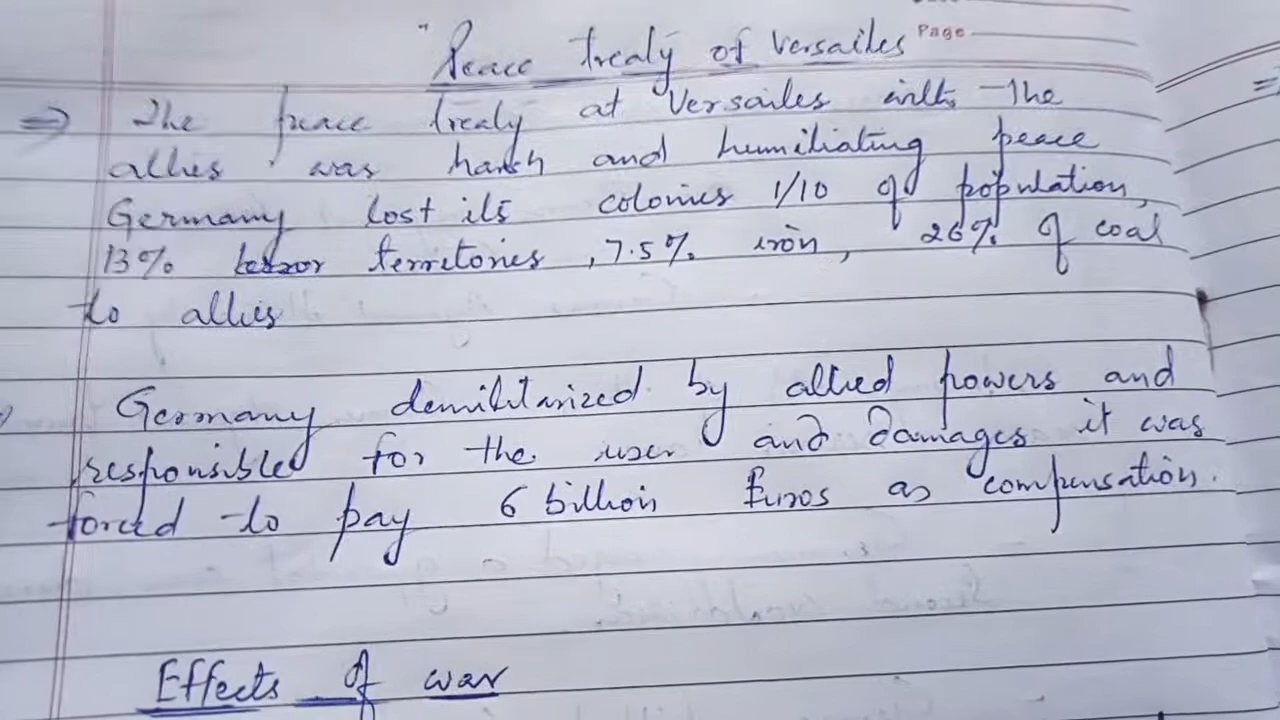 "Peace treaty of Versailes
Page
⇒ The peace treaty at Versailes with the
allies was harsh and humiliating peace
Germany lost its colonies 1/10 of population,
13% territories, 7.5% iron, 26% of coal
to allies
Germany demilitarized by allied powers and
responsible for the and damages it was
forced to pay 6 billion Euros as compensation.
Effects of war